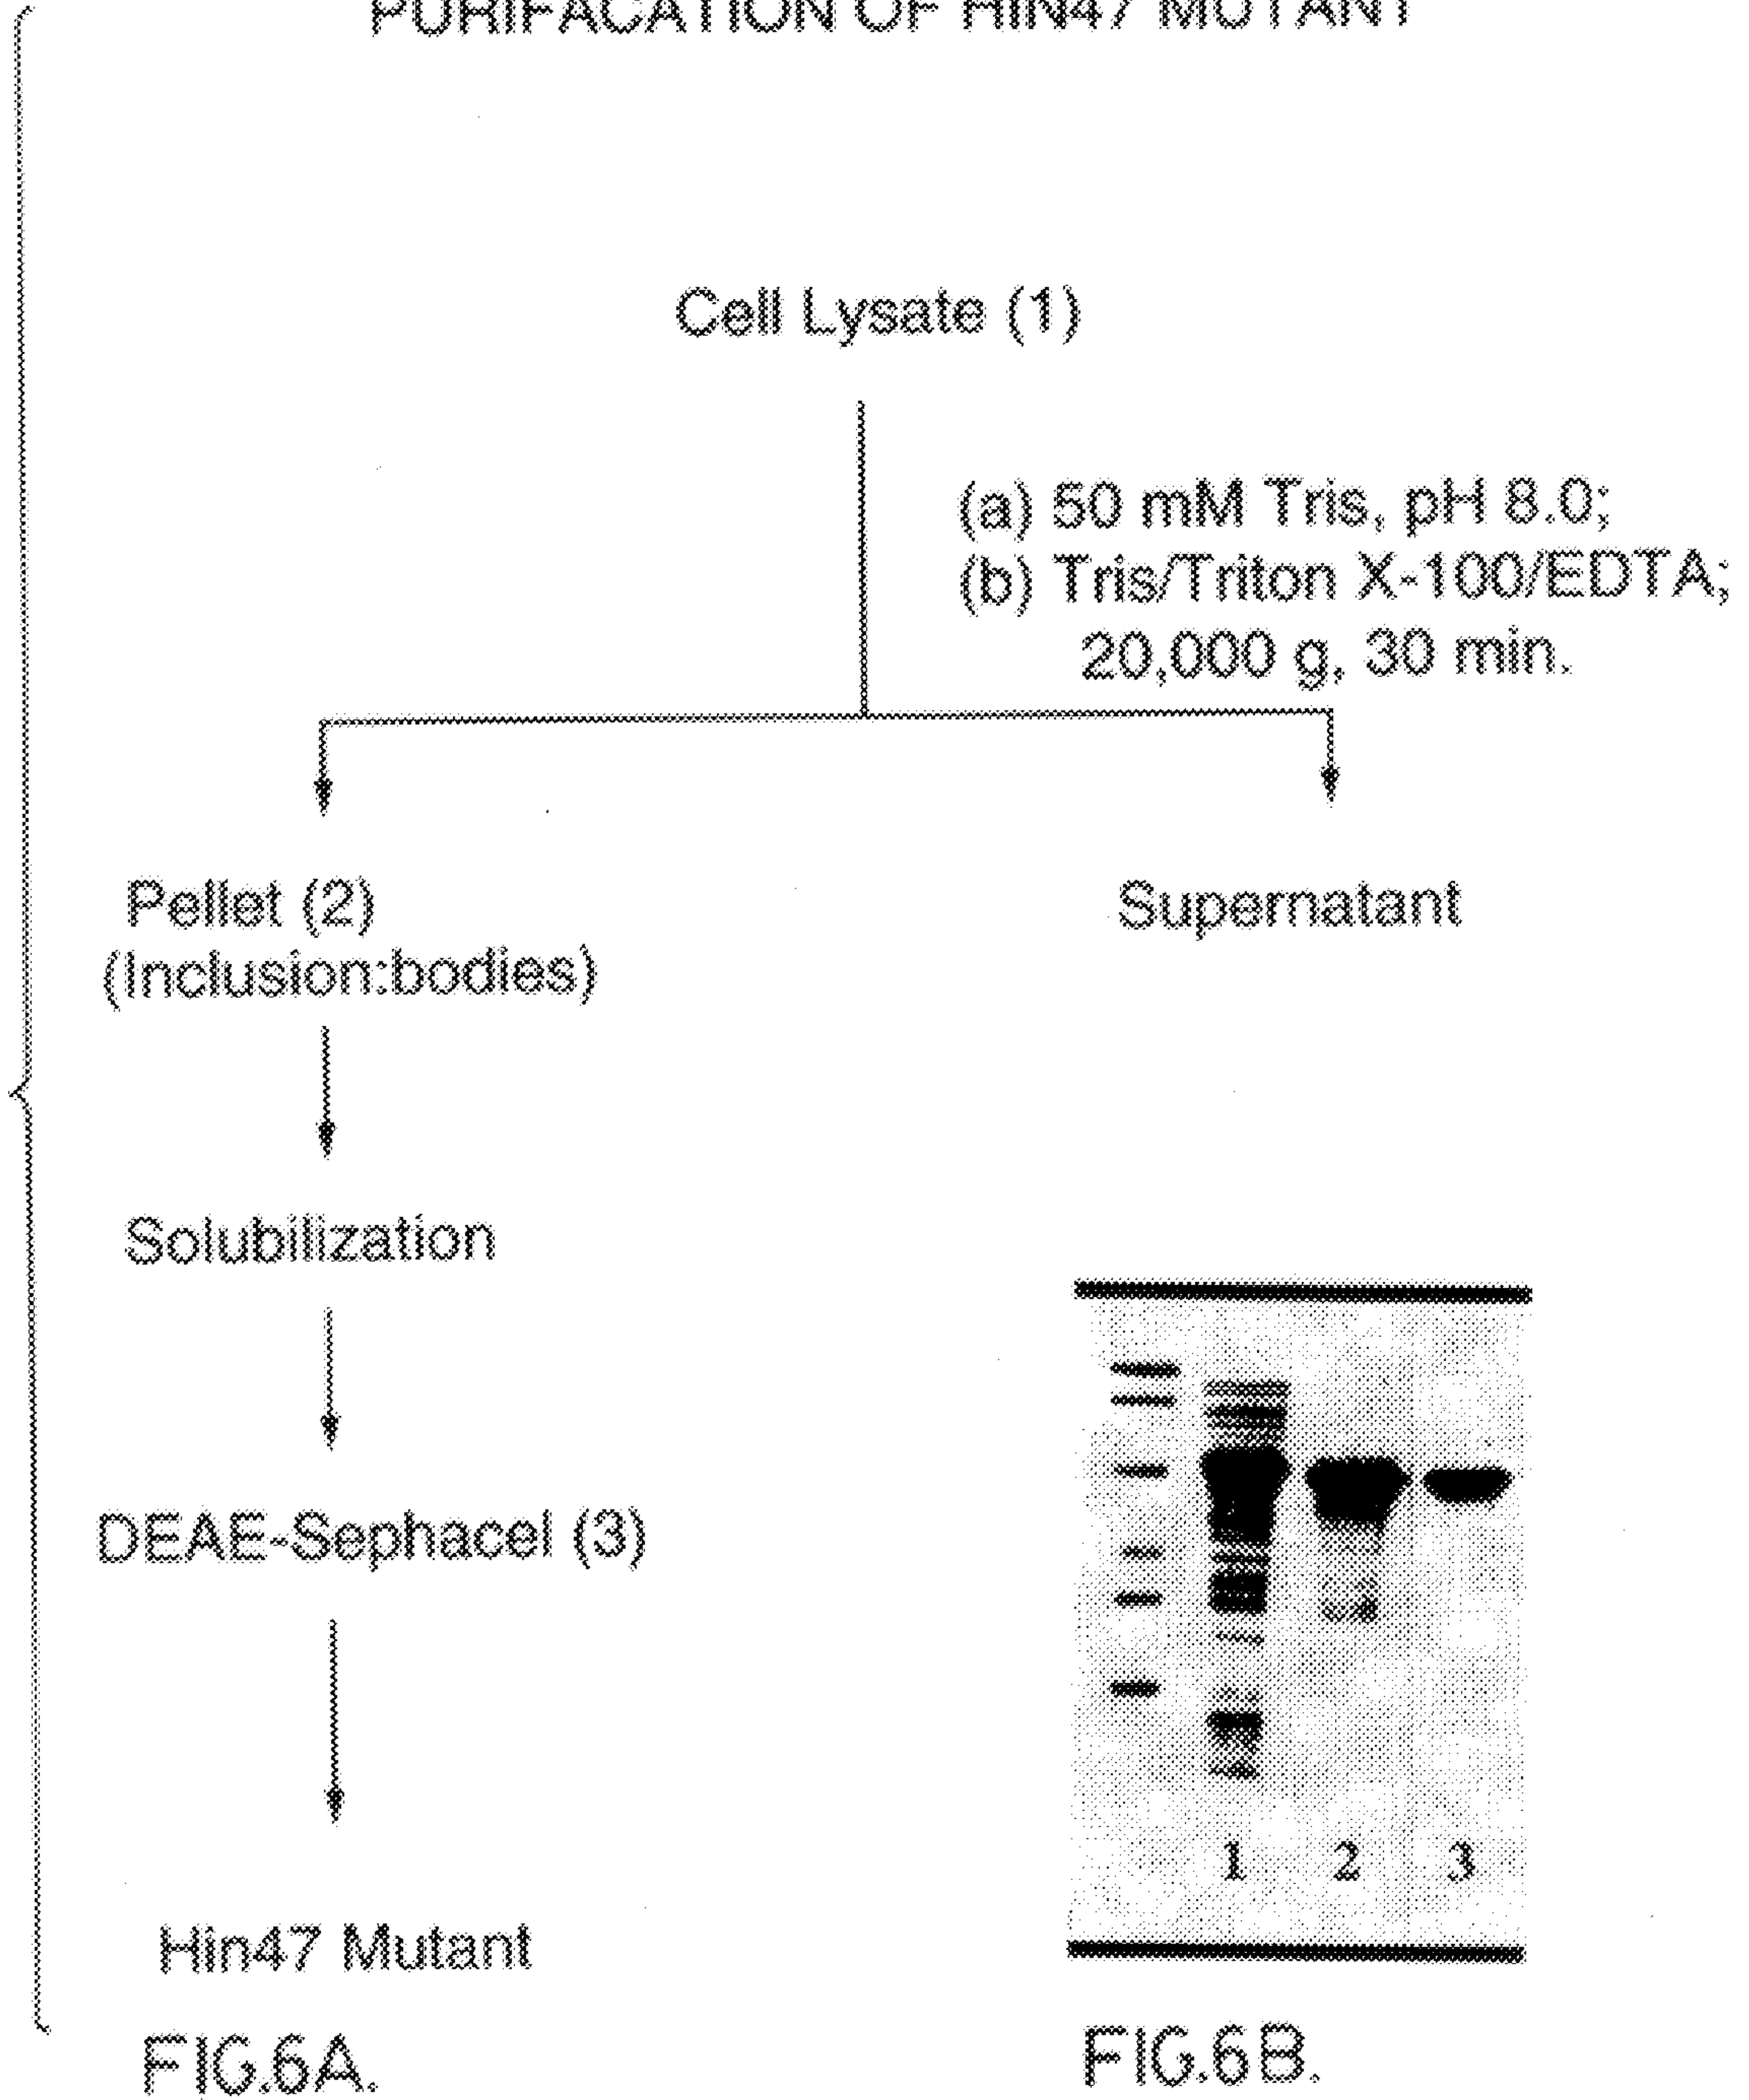 PURIFACATION OF HIN47 MUTANT
Cell Lysate (1)
(a) 50 mM Tris, pH 8.0;
(b) Tris/Triton X-100/EDTA;
20,000 g, 30 min.
Pellet (2)
(Inclusion:bodies)
Supernatant
Solubilization
DEAE-Sephacel (3)
Hin47 Mutant
1 2 3
FIG.6A.
FIG.6B.